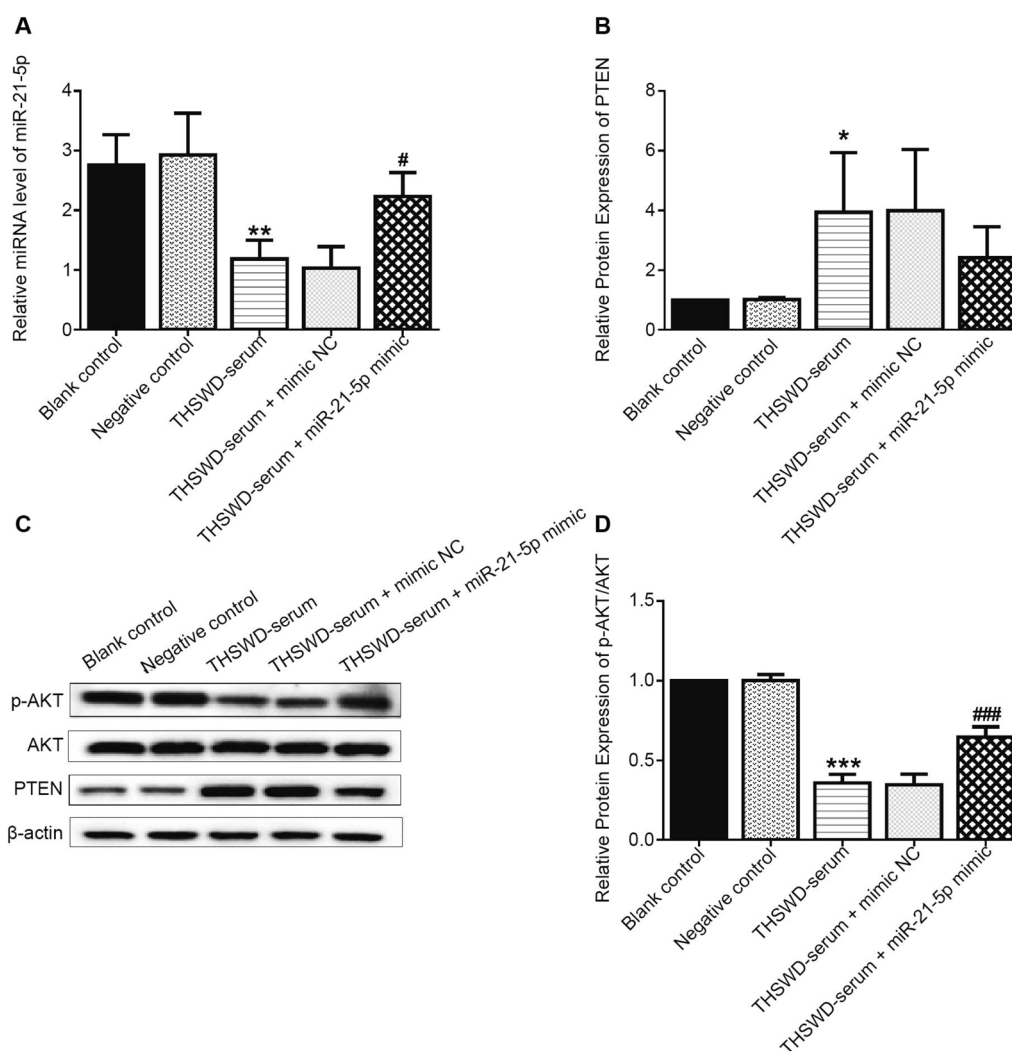 A
Relative miRNA level of miR-21-5p
4
3
2
1
0
**
#
Blank control
Negative control
THSWD-serum
THSWD-serum + mimic NC
THSWD-serum + miR-21-5p mimic
B
Relative Protein Expression of PTEN
8
6
4
2
0
*
Blank control
Negative control
THSWD-serum
THSWD-serum + mimic NC
THSWD-serum + miR-21-5p mimic
C
Blank control
Negative control
THSWD-serum
THSWD-serum + mimic NC
THSWD-serum + miR-21-5p mimic
p-AKT
AKT
PTEN
β-actin
D
Relative Protein Expression of p-AKT/AKT
1.5
1.0
0.5
0.0
***
###
Blank control
Negative control
THSWD-serum
THSWD-serum + mimic NC
THSWD-serum + miR-21-5p mimic